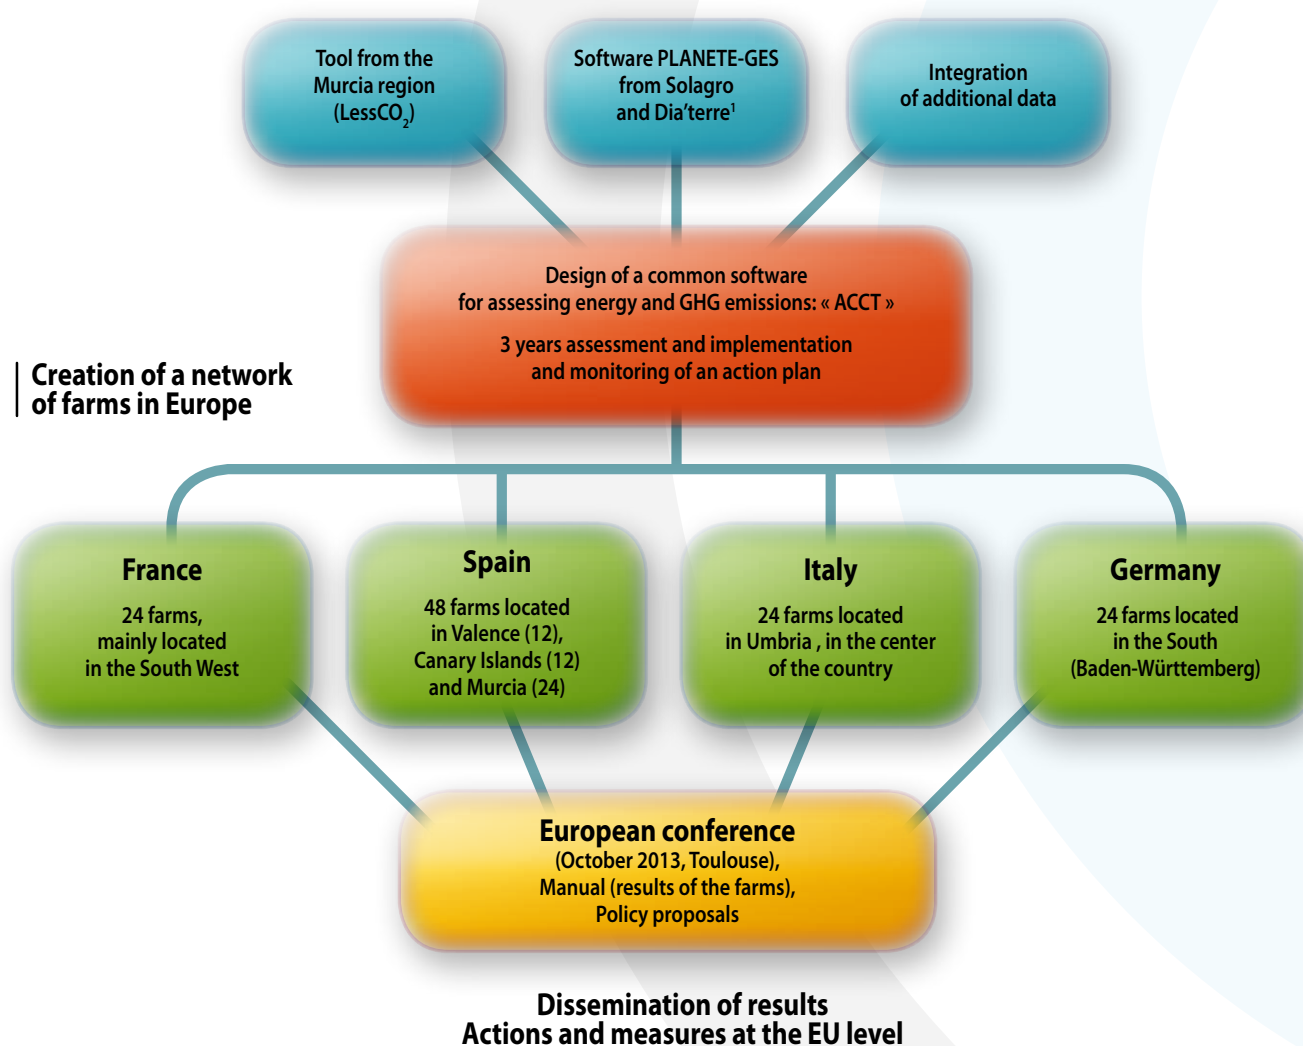 Tool from the
Murcia region
(LessCO₂)
Software PLANETE-GES
from Solagro
and Dia'terre¹
Integration
of additional data
Design of a common software
for assessing energy and GHG emissions: « ACCT »
3 years assessment and implementation
and monitoring of an action plan
Creation of a network
of farms in Europe
France
24 farms,
mainly located
in the South West
Spain
48 farms located
in Valence (12),
Canary Islands (12)
and Murcia (24)
Italy
24 farms located
in Umbria , in the center
of the country
Germany
24 farms located
in the South
(Baden-Württemberg)
European conference
(October 2013, Toulouse),
Manual (results of the farms),
Policy proposals
Dissemination of results
Actions and measures at the EU level